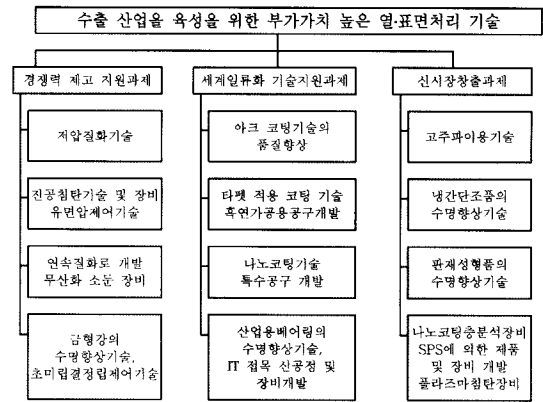 수출 산업을 육성을 위한 부가가치 높은 열·표면처리 기술
경쟁력 제고 지원과제
저압질화기술
진공침탄기술 및 장비
유면압제어기술
연속질화로 개발
무산화 소둔 장비
금형강의
수명향상기술,
초미립결정립제어기술
세계일류화 기술지원과제
아크 코팅기술의
품질향상
타펫 적용 코팅 기술
흑연가공용공구개발
나노코팅기술
특수공구 개발
산업용베어링의
수명향상기술,
IT 접목 신공정 및
장비개발
신시장창출과제
고주파이용기술
냉간단조품의
수명향상기술
판재성형품의
수명향상기술
나노코팅층분석장비
SPS에 의한 제품
및 장비 개발
플라즈마침탄장비